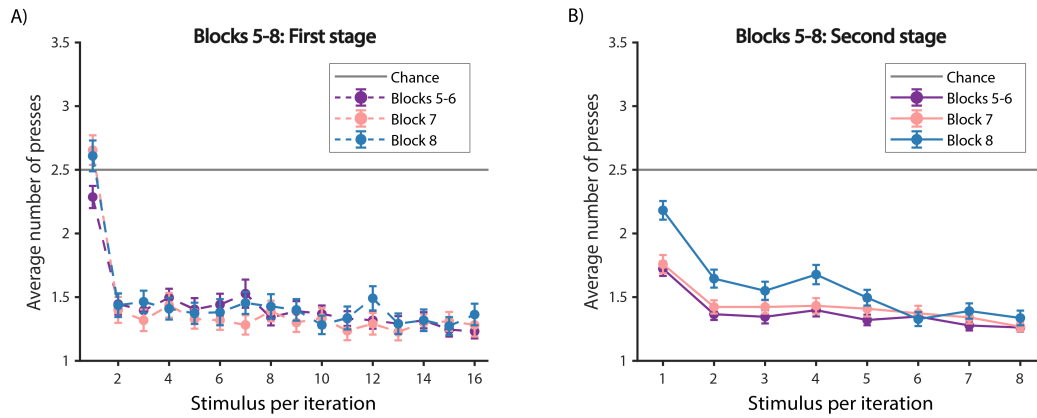 A)
Blocks 5-8: First stage
3.5
3
2.5
2
1.5
1
Average number of presses
Chance
Blocks 5-6
Block 7
Block 8
2 4 6 8 10 12 14 16
Stimulus per iteration
B)
Blocks 5-8: Second stage
3.5
3
2.5
2
1.5
1
Average number of presses
Chance
Blocks 5-6
Block 7
Block 8
1 2 3 4 5 6 7 8
Stimulus per iteration